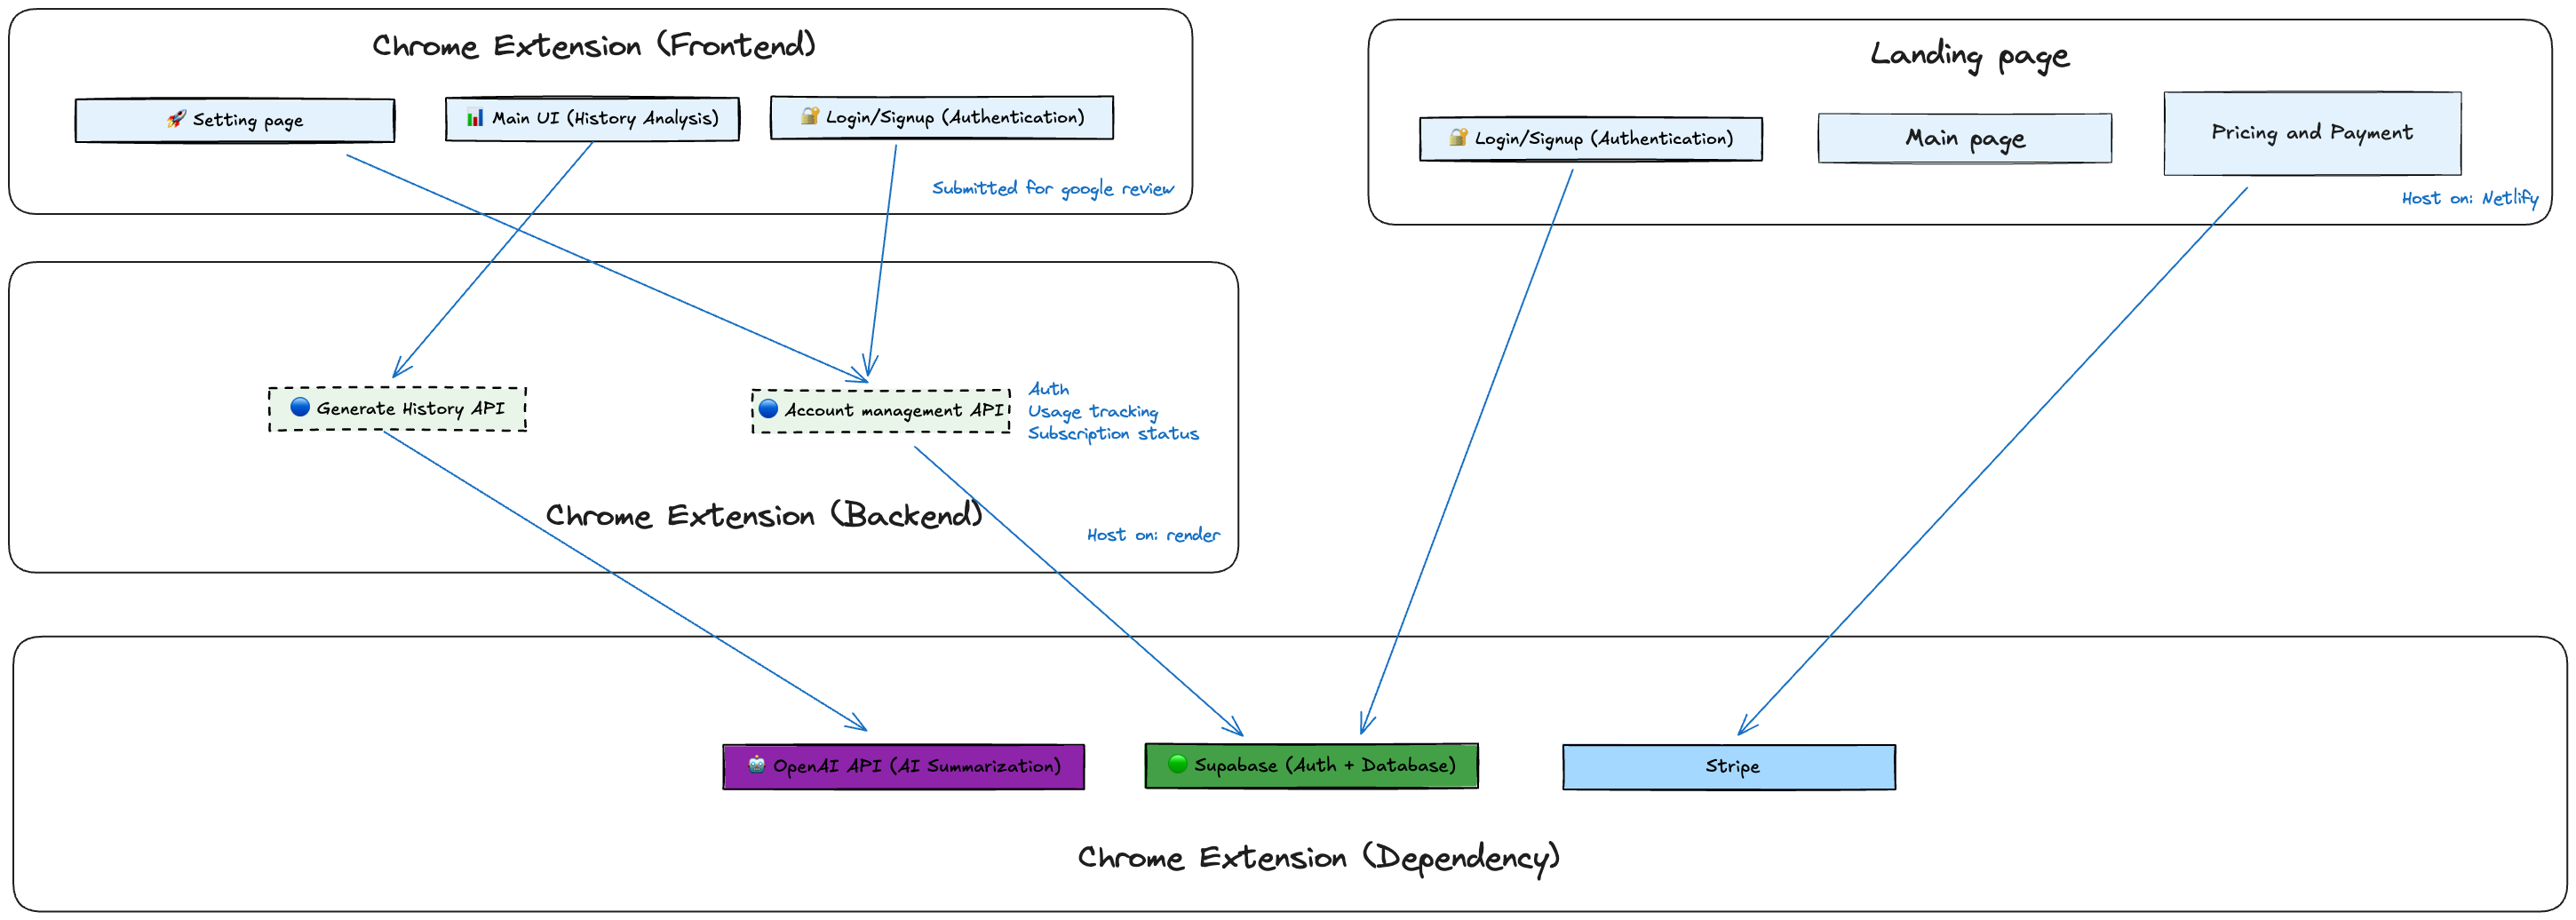 Chrome Extension (Frontend)
🚀 Setting page
📊 Main UI (History Analysis)
🔐 Login/Signup (Authentication)
Submitted for google review
Landing page
🔐 Login/Signup (Authentication)
Main page
Pricing and Payment
Host on: Netlify
🔵 Generate History API
🔵 Account management API
Auth
Usage tracking
Subscription status
Chrome Extension (Backend)
Host on: render
🤖 OpenAI API (AI Summarization)
🟢 Supabase (Auth + Database)
Stripe
Chrome Extension (Dependency)